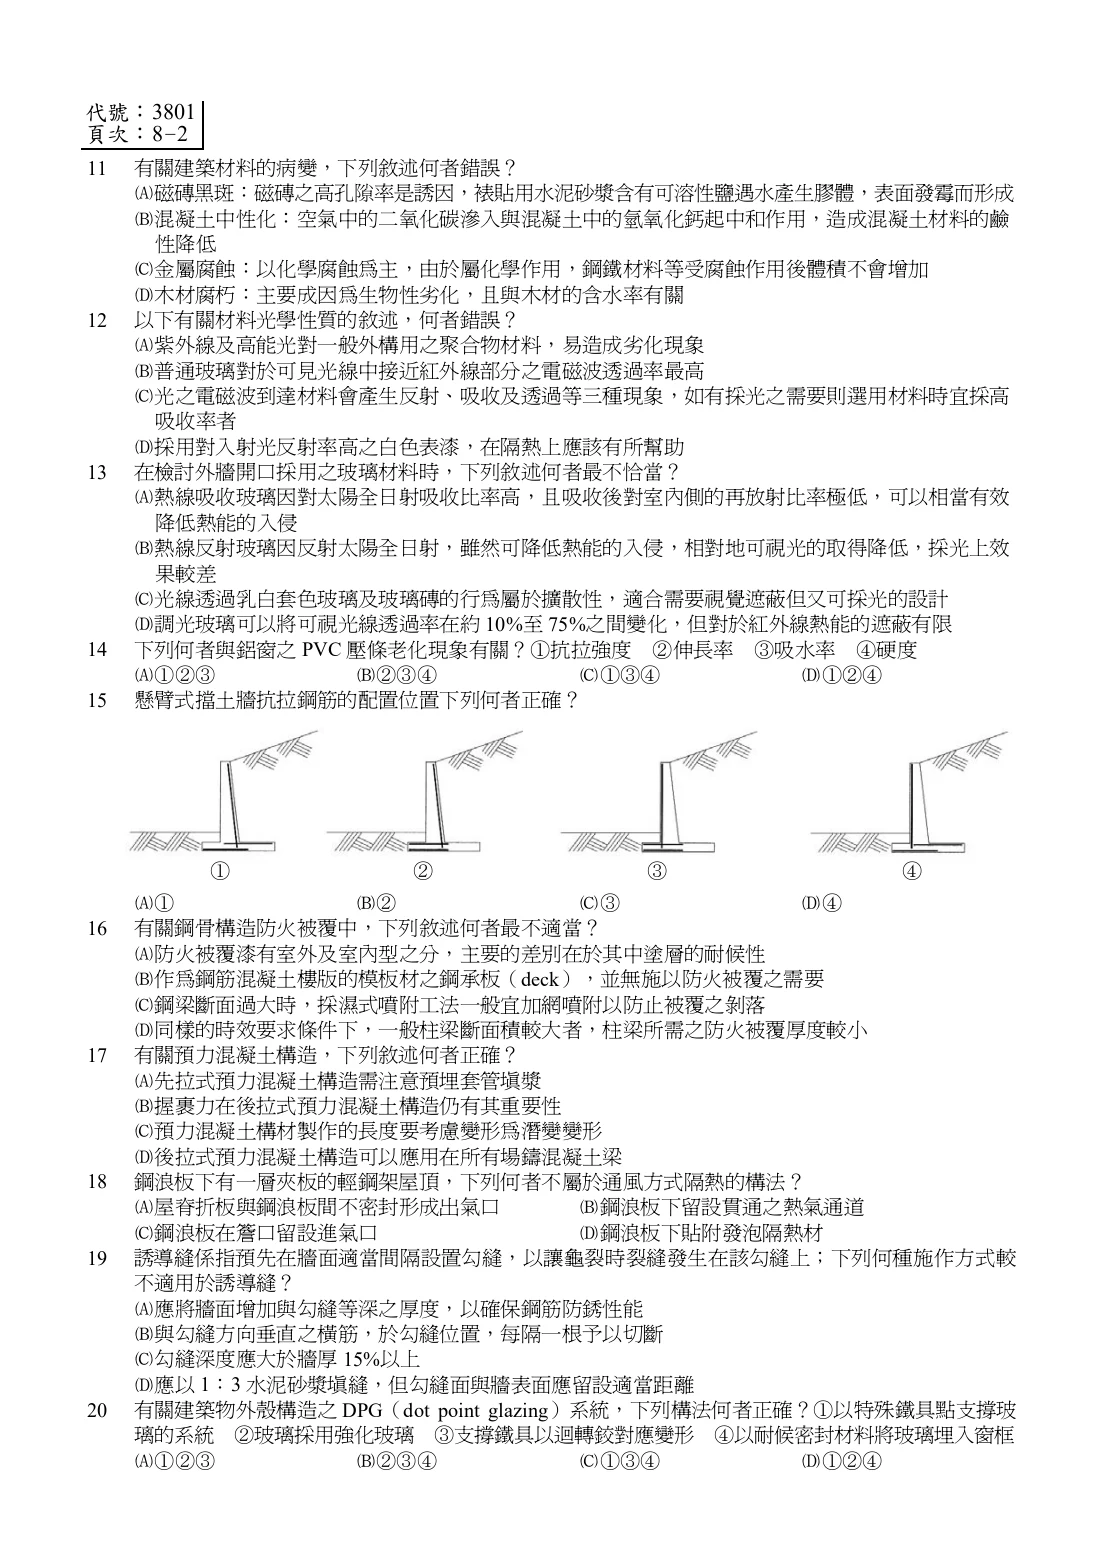 代號：3801
頁次：8-2
11 有關建築材料的病變，下列敘述何者錯誤？
(A)磁磚黑斑：磁磚之高孔隙率是誘因，裱貼用水泥砂漿含有可溶性鹽遇水產生膠體，表面發霉而形成
(B)混凝土中性化：空氣中的二氧化碳滲入與混凝土中的氫氧化鈣起中和作用，造成混凝土材料的鹼
性降低
(C)金屬腐蝕：以化學腐蝕為主，由於屬化學作用，鋼鐵材料等受腐蝕作用後體積不會增加
(D)木材腐朽：主要成因為生物性劣化，且與木材的含水率有關
12 以下有關材料光學性質的敘述，何者錯誤？
(A)紫外線及高能光對一般外構用之聚合物材料，易造成劣化現象
(B)普通玻璃對於可見光線中接近紅外線部分之電磁波透過率最高
(C)光之電磁波到達材料會產生反射、吸收及透過等三種現象，如有採光之需要則選用材料時宜採高
吸收率者
(D)採用對入射光反射率高之白色表漆，在隔熱上應該有所幫助
13 在檢討外牆開口採用之玻璃材料時，下列敘述何者最不恰當？
(A)熱線吸收玻璃因對太陽全日射吸收比率高，且吸收後對室內側的再放射比率極低，可以相當有效
降低熱能的入侵
(B)熱線反射玻璃因反射太陽全日射，雖然可降低熱能的入侵，相對地可視光的取得降低，採光上效
果較差
(C)光線透過乳白套色玻璃及玻璃磚的行為屬於擴散性，適合需要視覺遮蔽但又可採光的設計
(D)調光玻璃可以將可視光線透過率在約 10%至 75%之間變化，但對於紅外線熱能的遮蔽有限
14 下列何者與鋁窗之 PVC 壓條老化現象有關？①抗拉強度 ②伸長率 ③吸水率 ④硬度
(A)①②③ (B)②③④ (C)①③④ (D)①②④
15 懸臂式擋土牆抗拉鋼筋的配置位置下列何者正確？
① ② ③ ④
(A)① (B)② (C)③ (D)④
16 有關鋼骨構造防火被覆中，下列敘述何者最不適當？
(A)防火被覆漆有室外及室內型之分，主要的差別在於其中塗層的耐候性
(B)作為鋼筋混凝土樓版的模板材之鋼承板（deck），並無施以防火被覆之需要
(C)鋼梁斷面過大時，採濕式噴附工法一般宜加網噴附以防止被覆之剝落
(D)同樣的時效要求條件下，一般柱梁斷面積較大者，柱梁所需之防火被覆厚度較小
17 有關預力混凝土構造，下列敘述何者正確？
(A)先拉式預力混凝土構造需注意預埋套管填漿
(B)握裹力在後拉式預力混凝土構造仍有其重要性
(C)預力混凝土構材製作的長度要考慮變形為潛變變形
(D)後拉式預力混凝土構造可以應用在所有場鑄混凝土梁
18 鋼浪板下有一層夾板的輕鋼架屋頂，下列何者不屬於通風方式隔熱的構法？
(A)屋脊折板與鋼浪板間不密封形成出氣口 (B)鋼浪板下留設貫通之熱氣通道
(C)鋼浪板在簷口留設進氣口 (D)鋼浪板下貼附發泡隔熱材
19 誘導縫係指預先在牆面適當間隔設置勾縫，以讓龜裂時裂縫發生在該勾縫上；下列何種施作方式較
不適用於誘導縫？
(A)應將牆面增加與勾縫等深之厚度，以確保鋼筋防銹性能
(B)與勾縫方向垂直之橫筋，於勾縫位置，每隔一根予以切斷
(C)勾縫深度應大於牆厚 15%以上
(D)應以 1：3 水泥砂漿填縫，但勾縫面與牆表面應留設適當距離
20 有關建築物外殼構造之 DPG（dot point glazing）系統，下列構法何者正確？①以特殊鐵具點支撐玻
璃的系統 ②玻璃採用強化玻璃 ③支撐鐵具以迴轉鉸對應變形 ④以耐候密封材料將玻璃埋入窗框
(A)①②③ (B)②③④ (C)①③④ (D)①②④